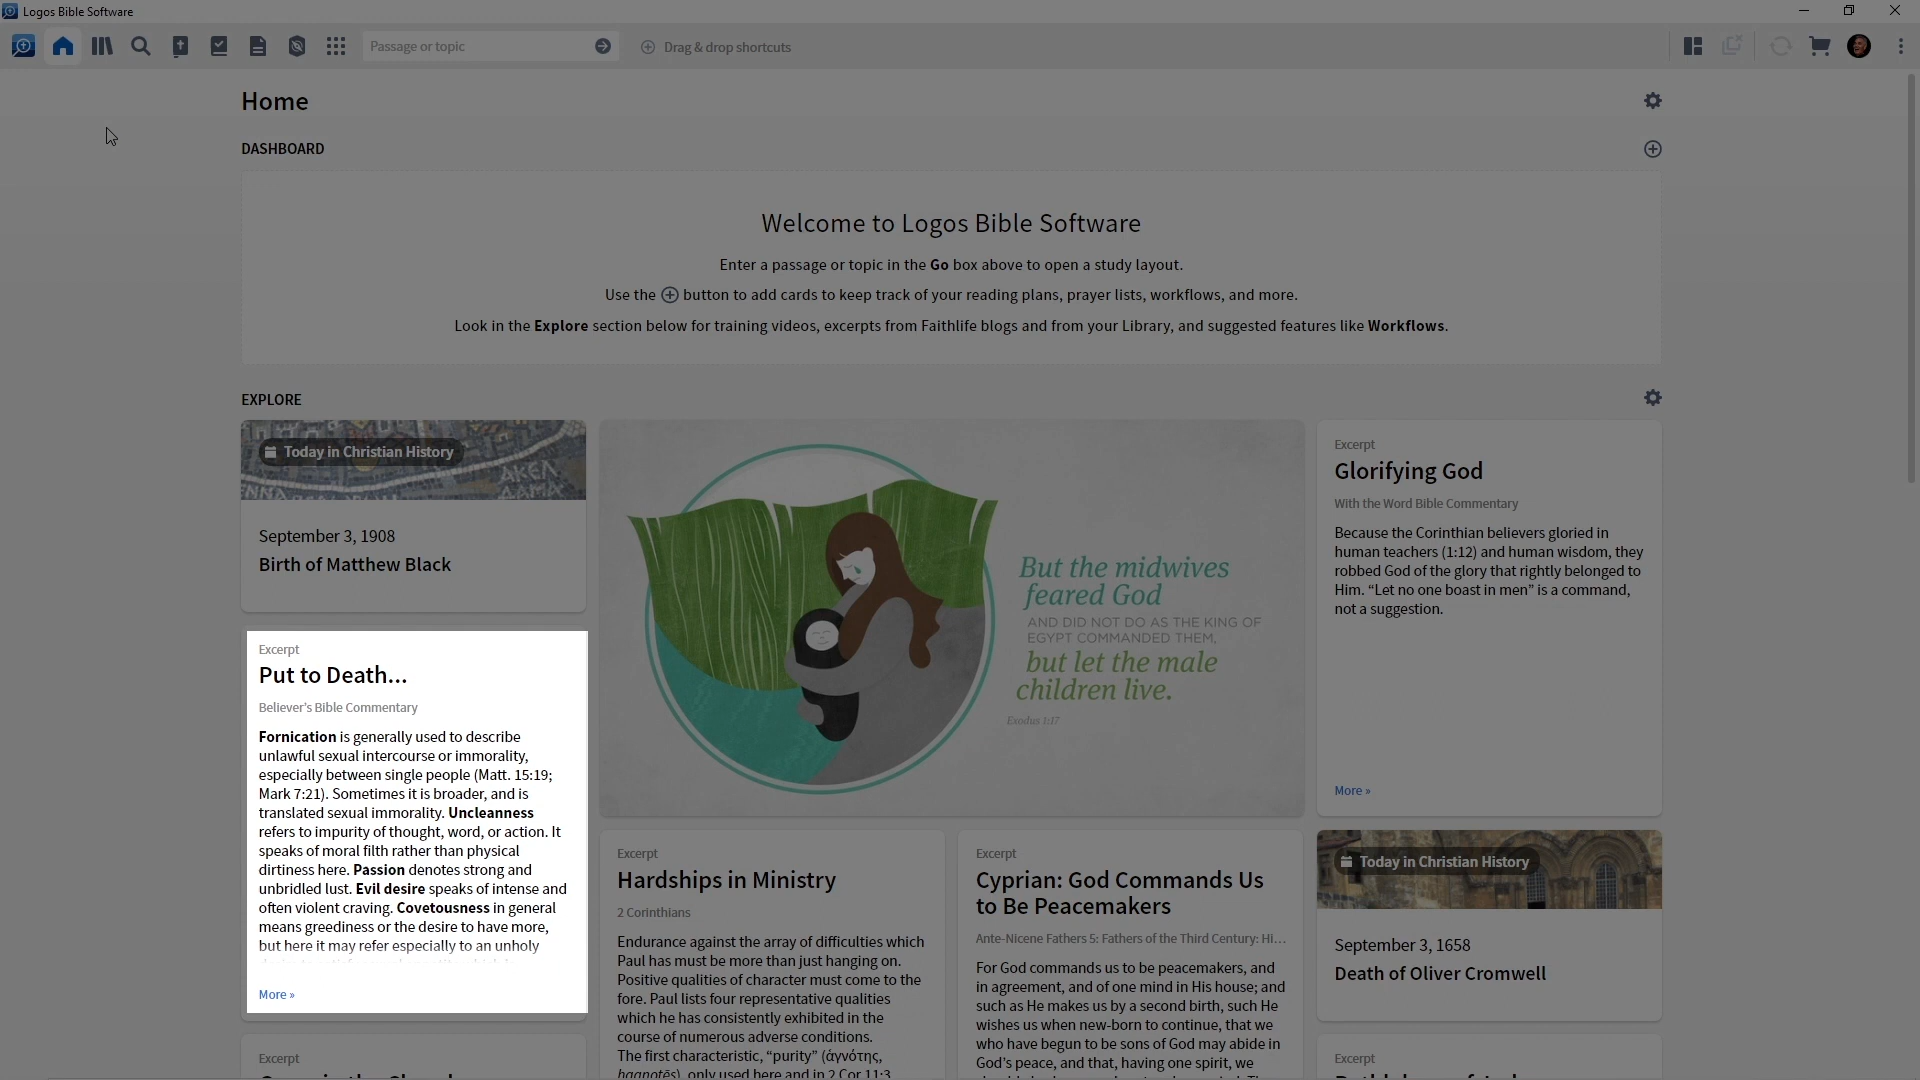 Logos Bible Software
Passage or topic
Drag & drop shortcuts
Home
DASHBOARD
Welcome to Logos Bible Software
Enter a passage or topic in the Go box above to open a study layout.
Use the button to add cards to keep track of your reading plans, prayer lists, workflows, and more.
Look in the Explore section below for training videos, excerpts from Faithlife blogs and from your Library, and suggested features like Workflows.
EXPLORE
Today in Christian History
ΑΚΕΛ
ΔΑΜΑ
September 3, 1908
Birth of Matthew Black
Excerpt
Put to Death...
Believer's Bible Commentary
Fornication is generally used to describe
unlawful sexual intercourse or immorality,
especially between single people (Matt. 15:19;
Mark 7:21). Sometimes it is broader, and is
translated sexual immorality. Uncleanness
refers to impurity of thought, word, or action. It
speaks of moral filth rather than physical
dirtiness here. Passion denotes strong and
unbridled lust. Evil desire speaks of intense and
often violent craving. Covetousness in general
means greediness or the desire to have more,
but here it may refer especially to an unholy
More »
Excerpt
But the midwives
feared God
AND DID NOT DO AS THE KING OF
EGYPT COMMANDED THEM,
but let the male
children live.
Exodus 1:17
Excerpt
Hardships in Ministry
2 Corinthians
Endurance against the array of difficulties which
Paul has must be more than just hanging on.
Positive qualities of character must come to the
fore. Paul lists four representative qualities
which he has consistently exhibited in the
course of numerous adverse conditions.
The first characteristic, “purity” (ἁγνότης,
hagnotēs), only used here and in 2 Cor 11:3
Excerpt
Cyprian: God Commands Us
to Be Peacemakers
Ante-Nicene Fathers 5: Fathers of the Third Century: Hi...
For God commands us to be peacemakers, and
in agreement, and of one mind in His house; and
such as He makes us by a second birth, such He
wishes us when new-born to continue, that we
who have begun to be sons of God may abide in
God's peace, and that, having one spirit, we
Excerpt
Glorifying God
With the Word Bible Commentary
Because the Corinthian believers gloried in
human teachers (1:12) and human wisdom, they
robbed God of the glory that rightly belonged to
Him. “Let no one boast in men” is a command,
not a suggestion.
More »
Today in Christian History
September 3, 1658
Death of Oliver Cromwell
Excerpt